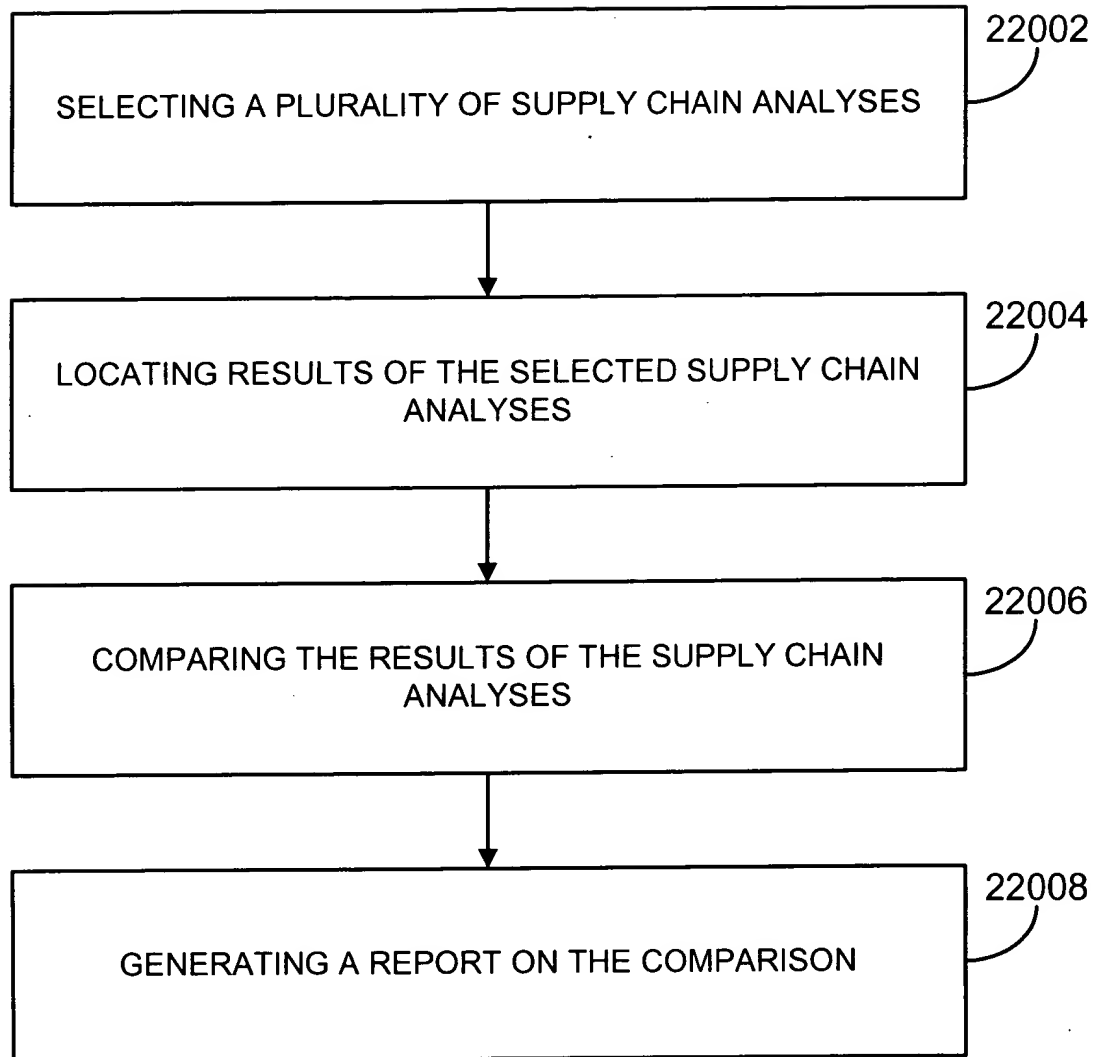 22002
SELECTING A PLURALITY OF SUPPLY CHAIN ANALYSES
22004
LOCATING RESULTS OF THE SELECTED SUPPLY CHAIN
ANALYSES
22006
COMPARING THE RESULTS OF THE SUPPLY CHAIN
ANALYSES
22008
GENERATING A REPORT ON THE COMPARISON